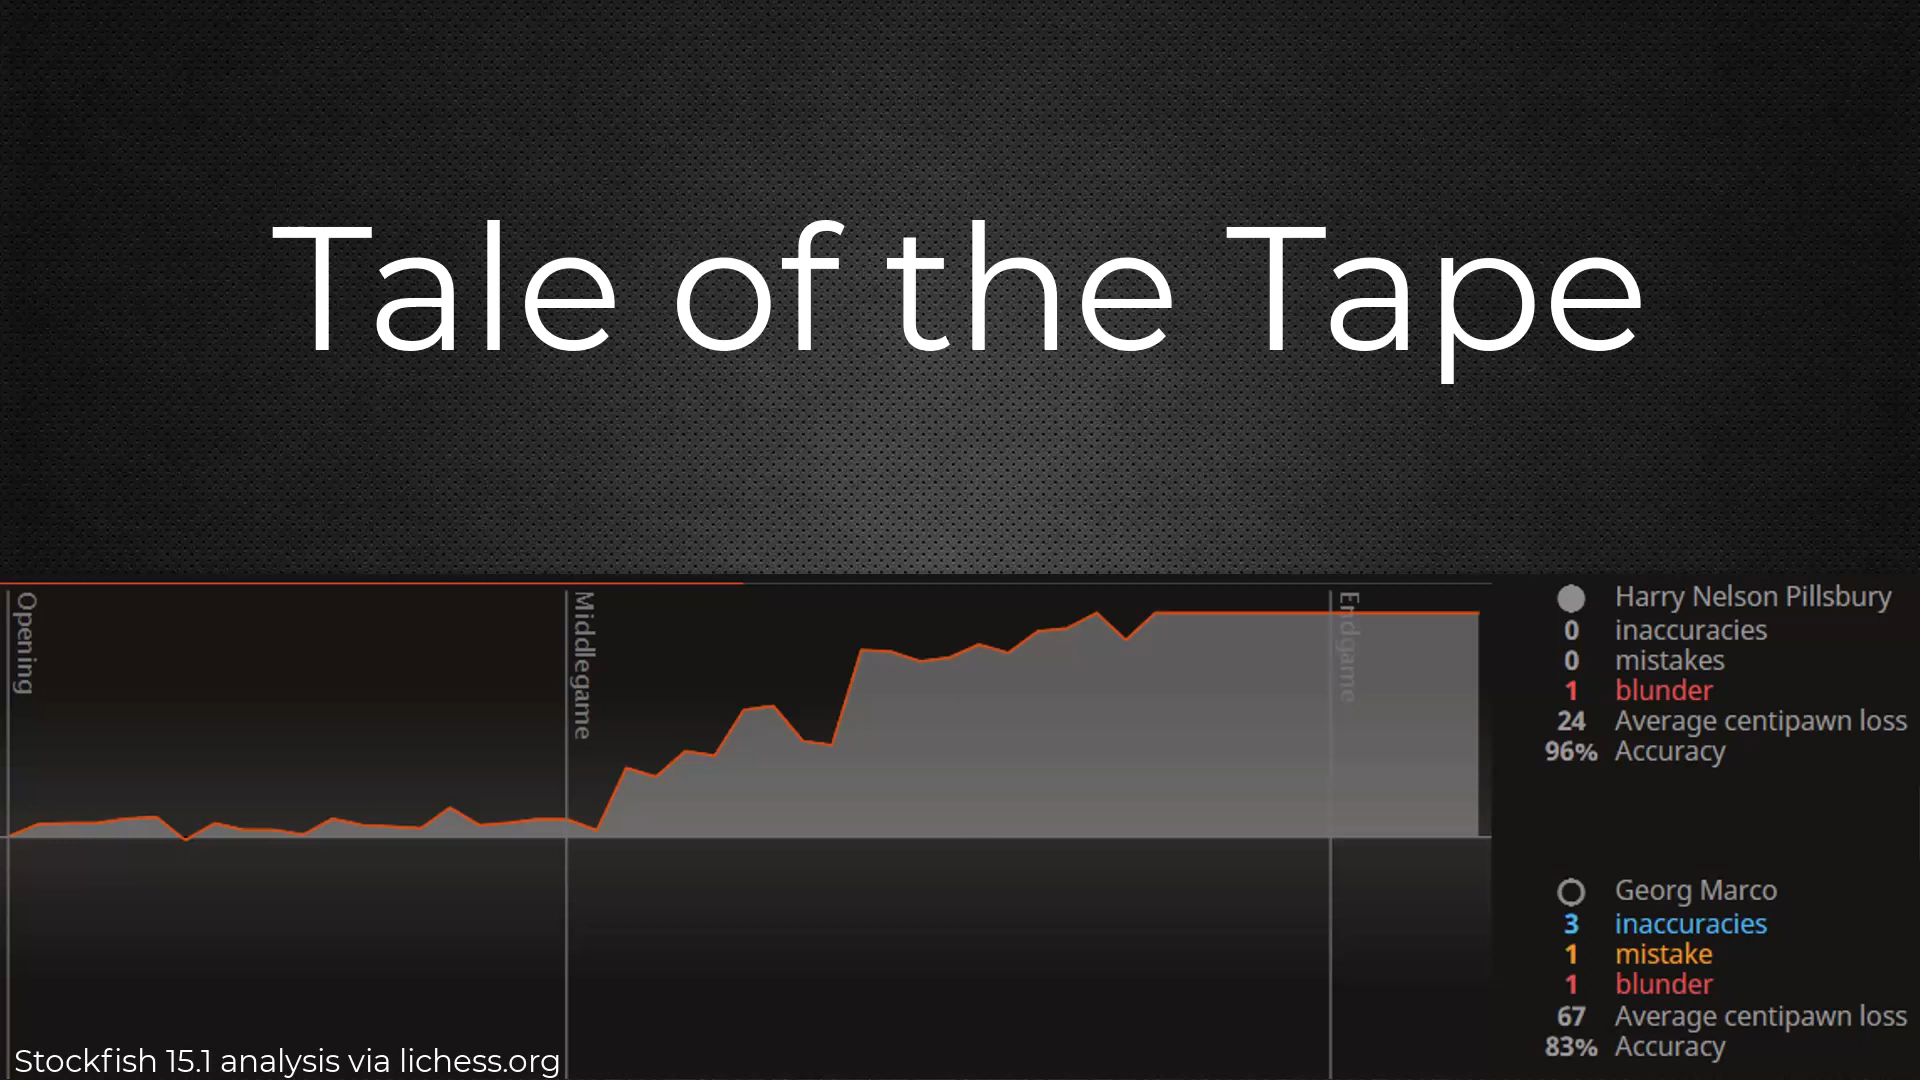 Tale of the Tape
Opening
Middlegame
Endgame
Harry Nelson Pillsbury
0 inaccuracies
0 mistakes
1 blunder
24 Average centipawn loss
96% Accuracy
Georg Marco
3 inaccuracies
1 mistake
1 blunder
67 Average centipawn loss
83% Accuracy
Stockfish 15.1 analysis via lichess.org